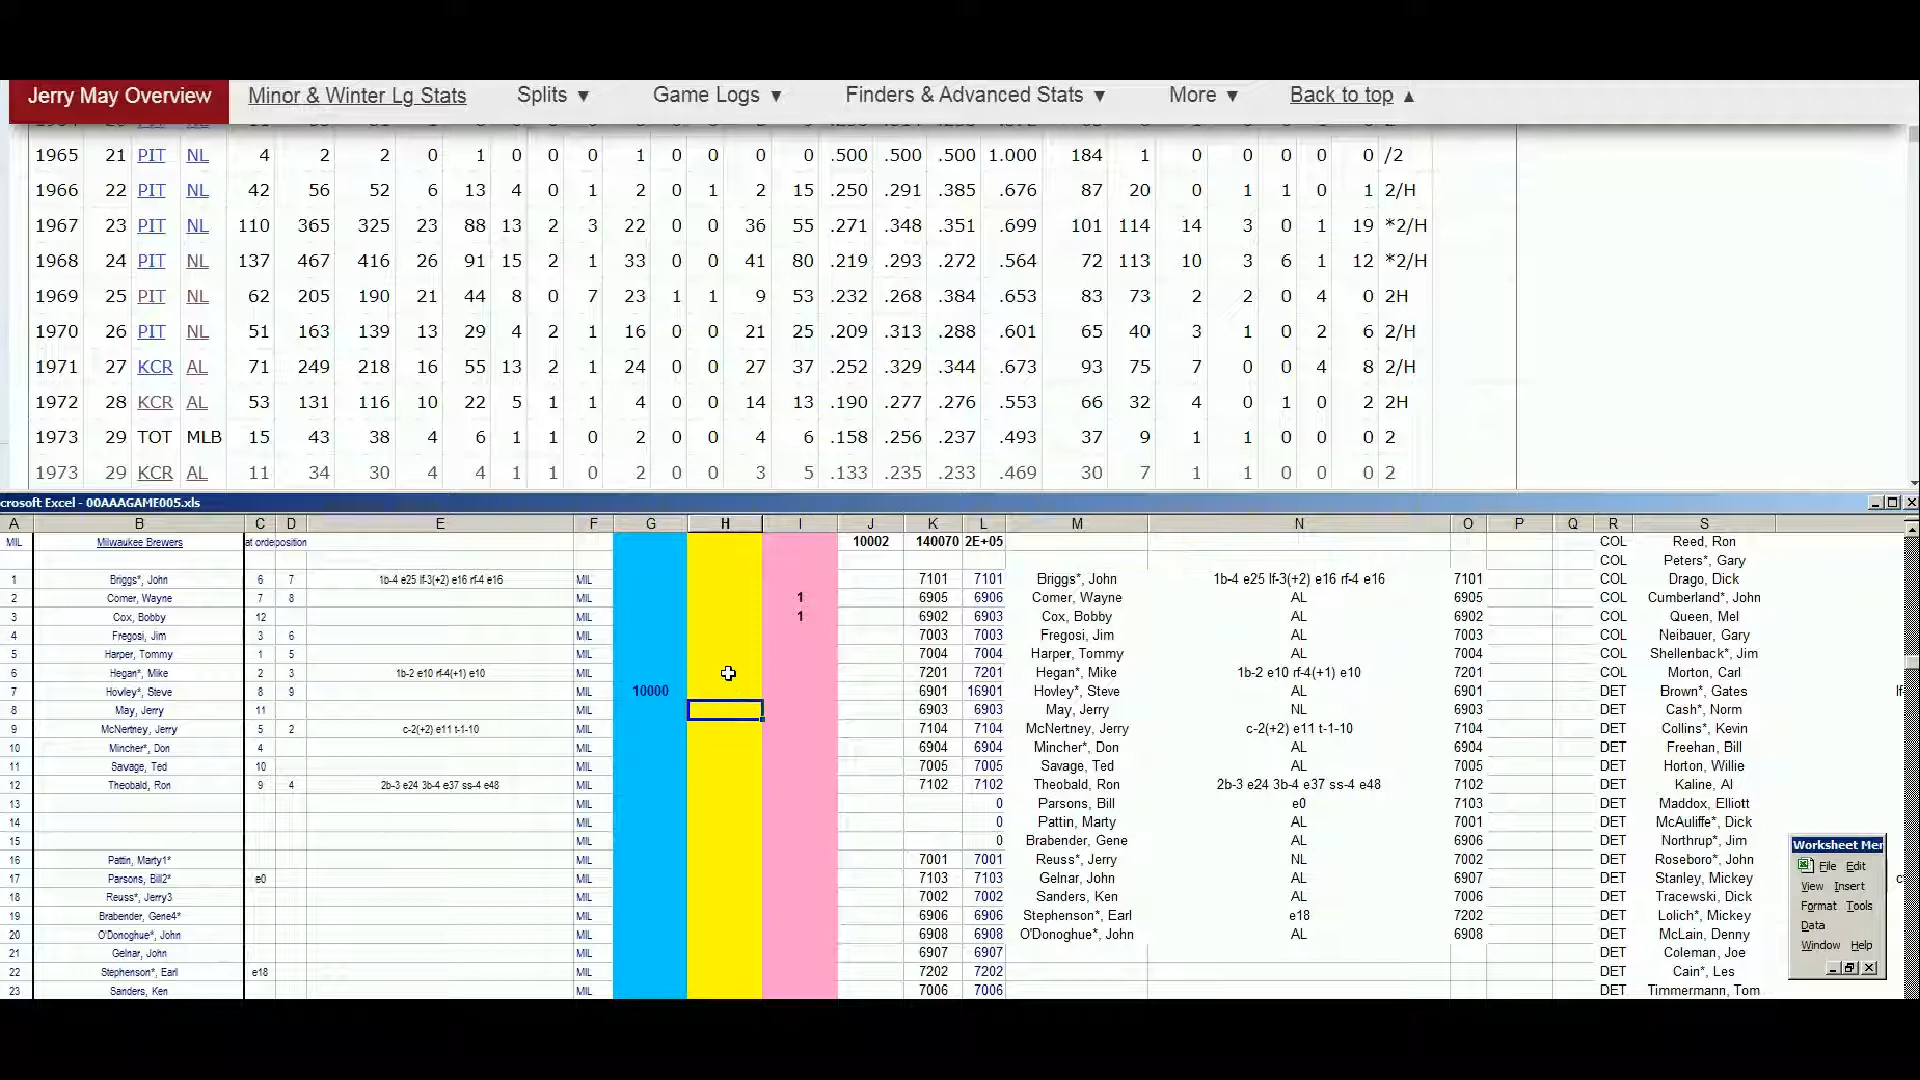 Jerry May Overview Minor & Winter Lg Stats Splits ▼ Game Logs ▼ Finders & Advanced Stats ▼ More ▼ Back to top ▲
1965 21 PIT NL 4 2 2 0 1 0 0 0 1 0 0 0 0 .500 .500 .500 1.000 184 1 0 0 0 0 0 /2
1966 22 PIT NL 42 56 52 6 13 4 0 1 2 0 1 2 15 .250 .291 .385 .676 87 20 0 1 1 0 1 2/H
1967 23 PIT NL 110 365 325 23 88 13 2 3 22 0 0 36 55 .271 .348 .351 .699 101 114 14 3 0 1 19 *2/H
1968 24 PIT NL 137 467 416 26 91 15 2 1 33 0 0 41 80 .219 .293 .272 .564 72 113 10 3 6 1 12 *2/H
1969 25 PIT NL 62 205 190 21 44 8 0 7 23 1 1 9 53 .232 .268 .384 .653 83 73 2 2 0 4 0 2H
1970 26 PIT NL 51 163 139 13 29 4 2 1 16 0 0 21 25 .209 .313 .288 .601 65 40 3 1 0 2 6 2/H
1971 27 KCR AL 71 249 218 16 55 13 2 1 24 0 0 27 37 .252 .329 .344 .673 93 75 7 0 0 4 8 2/H
1972 28 KCR AL 53 131 116 10 22 5 1 1 4 0 0 14 13 .190 .277 .276 .553 66 32 4 0 1 0 2 2H
1973 29 TOT MLB 15 43 38 4 6 1 1 0 2 0 0 4 6 .158 .256 .237 .493 37 9 1 1 0 0 0 2
1973 29 KCR AL 11 34 30 4 4 1 1 0 2 0 0 3 5 .133 .235 .233 .469 30 7 1 1 0 0 0 2
crosoft Excel - 00AAAGAME005.xls
A B C D E F G H I J K L M N O P Q R S
MIL Milwaukee Brewers at orde position 10002 140070 2E+05 COL Reed, Ron
COL Peters*, Gary
1 Briggs*, John 6 7 1b-4 e25 lf-3(+2) e16 rf-4 e16 MIL 7101 7101 Briggs*, John 1b-4 e25 lf-3(+2) e16 rf-4 e16 7101 COL Drago, Dick
2 Comer, Wayne 7 8 MIL 1 6905 6906 Comer, Wayne AL 6905 COL Cumberland*, John
3 Cox, Bobby 12 MIL 1 6902 6903 Cox, Bobby AL 6902 COL Queen, Mel
4 Fregosi, Jim 3 6 MIL 7003 7003 Fregosi, Jim AL 7003 COL Neibauer, Gary
5 Harper, Tommy 1 5 MIL 7004 7004 Harper, Tommy AL 7004 COL Shellenback*, Jim
6 Hegan*, Mike 2 3 1b-2 e10 rf-4(+1) e10 MIL 7201 7201 Hegan*, Mike 1b-2 e10 rf-4(+1) e10 7201 COL Morton, Carl
7 Hovley*, Steve 8 9 MIL 10000 6901 16901 Hovley*, Steve AL 6901 DET Brown*, Gates lf
8 May, Jerry 11 MIL 6903 6903 May, Jerry NL 6903 DET Cash*, Norm
9 McNertney, Jerry 5 2 c-2(+2) e11 t-1-10 MIL 7104 7104 McNertney, Jerry c-2(+2) e11 t-1-10 7104 DET Collins*, Kevin
10 Mincher*, Don 4 MIL 6904 6904 Mincher*, Don AL 6904 DET Freehan, Bill
11 Savage, Ted 10 MIL 7005 7005 Savage, Ted AL 7005 DET Horton, Willie
12 Theobald, Ron 9 4 2b-3 e24 3b-4 e37 ss-4 e48 MIL 7102 7102 Theobald, Ron 2b-3 e24 3b-4 e37 ss-4 e48 7102 DET Kaline, Al
13 MIL 0 Parsons, Bill e0 7103 DET Maddox, Elliott
14 MIL 0 Pattin, Marty AL 7001 DET McAuliffe*, Dick
15 MIL 0 Brabender, Gene AL 6906 DET Northrup*, Jim
16 Pattin, Marty1* MIL 7001 7001 Reuss*, Jerry NL 7002 DET Roseboro*, John
17 Parsons, Bill2* e0 MIL 7103 7103 Gelnar, John AL 6907 DET Stanley, Mickey c
18 Reuss*, Jerry3 MIL 7002 7002 Sanders, Ken AL 7006 DET Tracewski, Dick
19 Brabender, Gene4* MIL 6906 6906 Stephenson*, Earl e18 7202 DET Lolich*, Mickey
20 O'Donoghue*, John MIL 6908 6908 O'Donoghue*, John AL 6908 DET McLain, Denny
21 Gelnar, John MIL 6907 6907 DET Coleman, Joe
22 Stephenson*, Earl e18 MIL 7202 7202 DET Cain*, Les
23 Sanders, Ken MIL 7006 7006 DET Timmermann, Tom
Worksheet Mer
File Edit
View Insert
Format Tools
Data
Window Help